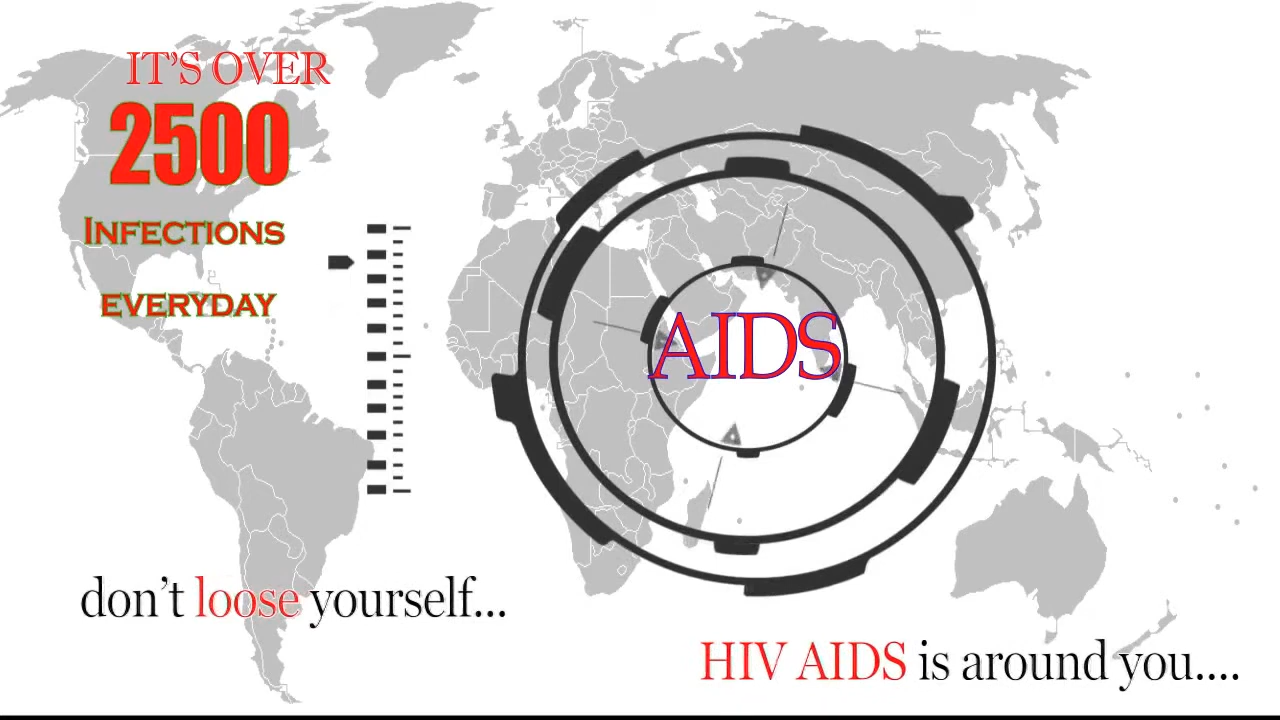 IT'S OVER
2500
INFECTIONS
EVERYDAY
AIDS
don't loose yourself...
HIV AIDS is around you....